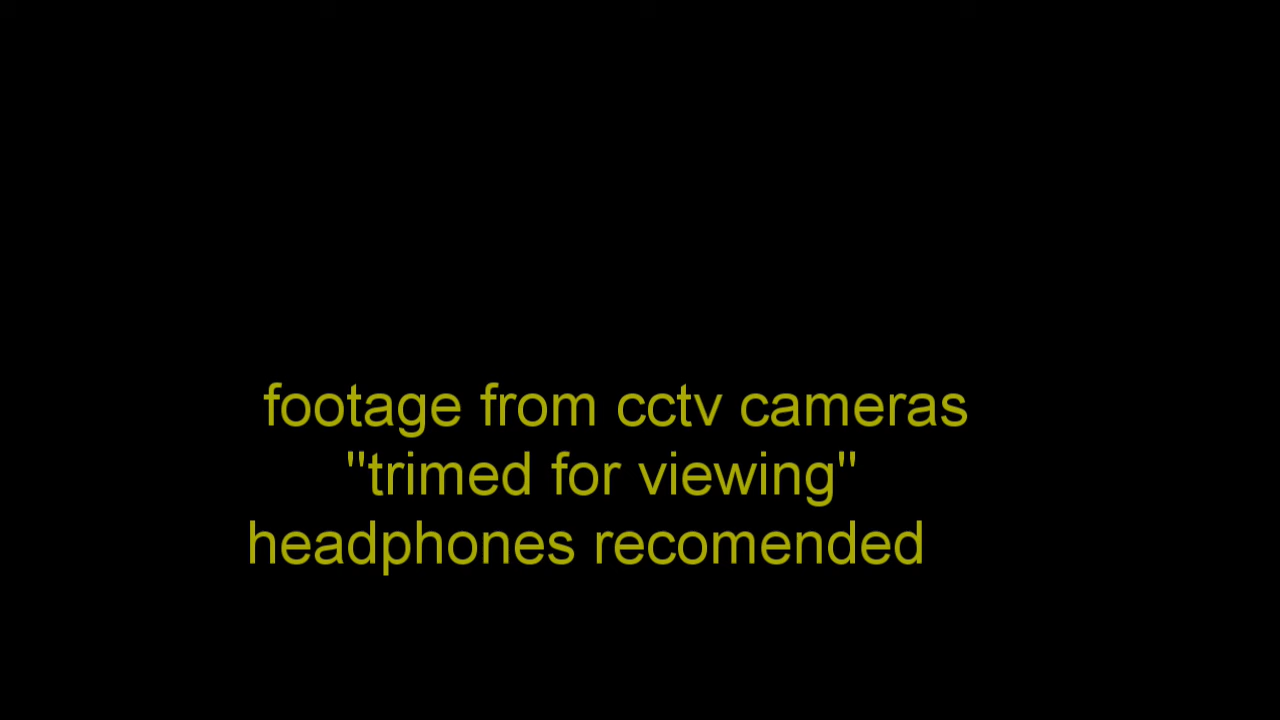 footage from cctv cameras
"trimed for viewing"
headphones recomended